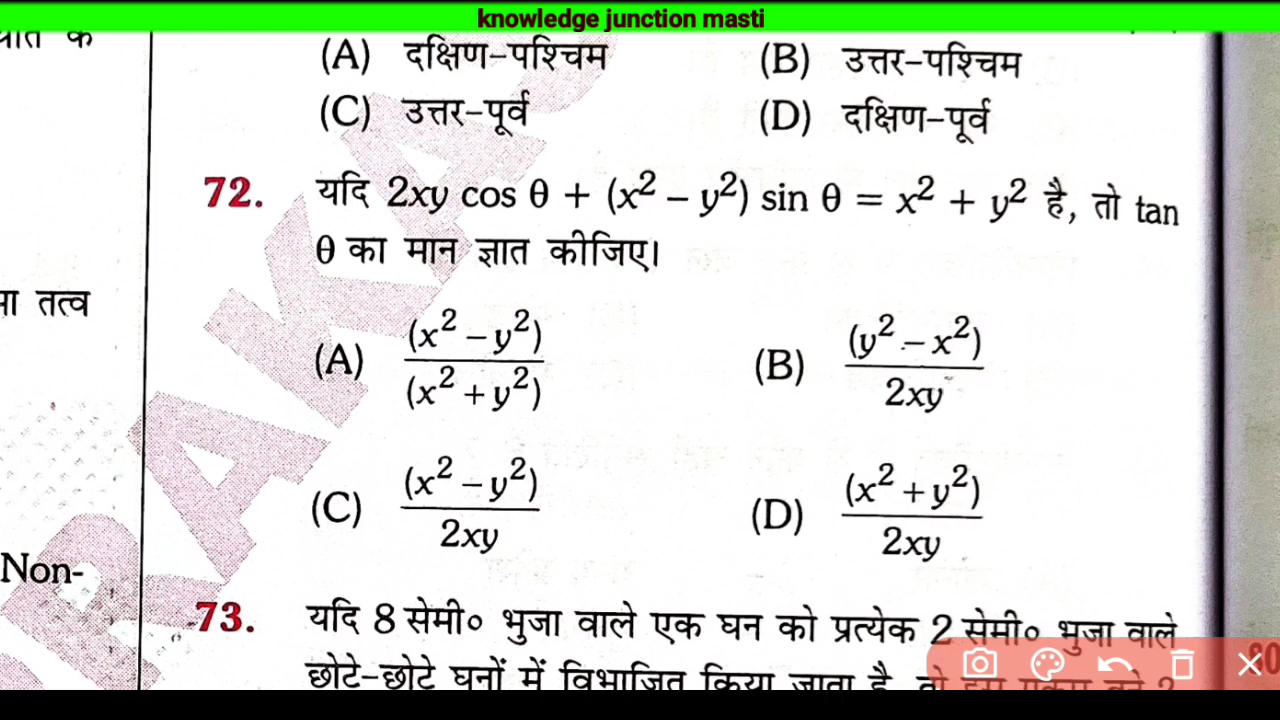 knowledge junction masti
(A) दक्षिण-पश्चिम (B) उत्तर-पश्चिम
(C) उत्तर-पूर्व (D) दक्षिण-पूर्व
72. यदि 2xy cos θ + (x² – y²) sin θ = x² + y² है, तो tan
θ का मान ज्ञात कीजिए।
मा तत्व
(A) (x² – y²)/(x² + y²) (B) (y² – x²)/2xy
(C) (x² – y²)/2xy (D) (x² + y²)/2xy
Non-
73. यदि 8 सेमी० भुजा वाले एक घन को प्रत्येक 2 सेमी० भुजा वाले
छोटे-छोटे घनों में विभाजित किया जाता है, तो